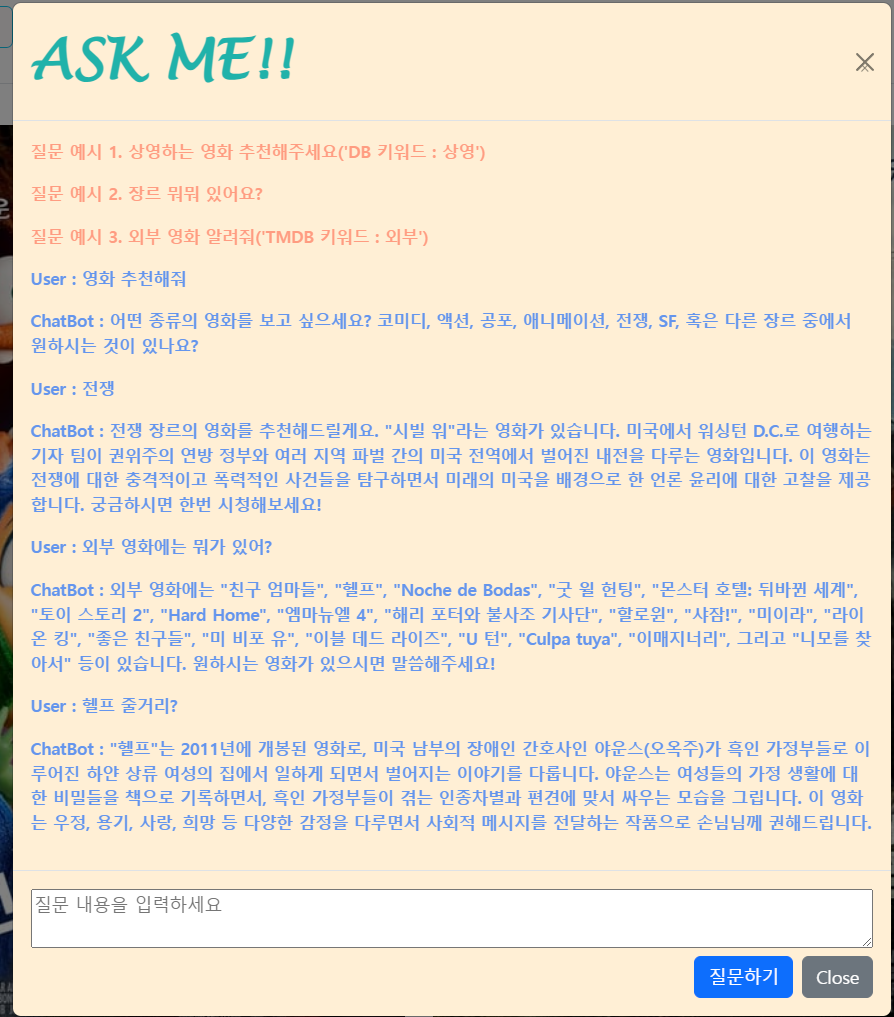 ASK ME!!
질문 예시 1. 상영하는 영화 추천해주세요('DB 키워드 : 상영')
질문 예시 2. 장르 뭐뭐 있어요?
질문 예시 3. 외부 영화 알려줘('TMDB 키워드 : 외부')
User : 영화 추천해줘
ChatBot : 어떤 종류의 영화를 보고 싶으세요? 코미디, 액션, 공포, 애니메이션, 전쟁, SF, 혹은 다른 장르 중에서
원하시는 것이 있나요?
User : 전쟁
ChatBot : 전쟁 장르의 영화를 추천해드릴게요. "시빌 워"라는 영화가 있습니다. 미국에서 워싱턴 D.C.로 여행하는
기자 팀이 권위주의 연방 정부와 여러 지역 파벌 간의 미국 전역에서 벌어진 내전을 다루는 영화입니다. 이 영화는
전쟁에 대한 충격적이고 폭력적인 사건들을 탐구하면서 미래의 미국을 배경으로 한 언론 윤리에 대한 고찰을 제공
합니다. 궁금하시면 한번 시청해보세요!
User : 외부 영화에는 뭐가 있어?
ChatBot : 외부 영화에는 "친구 엄마들", "헬프", "Noche de Bodas", "굿 윌 헌팅", "몬스터 호텔: 뒤바뀐 세계",
"토이 스토리 2", "Hard Home", "엠마뉴엘 4", "해리 포터와 불사조 기사단", "할로윈", "샤잠!", "미이라", "라이
온 킹", "좋은 친구들", "미 비포 유", "이블 데드 라이즈", "U 턴", "Culpa tuya", "이매지너리", 그리고 "니모를 찾
아서" 등이 있습니다. 원하시는 영화가 있으시면 말씀해주세요!
User : 헬프 줄거리?
ChatBot : "헬프"는 2011년에 개봉된 영화로, 미국 남부의 장애인 간호사인 야운스(오옥주)가 흑인 가정부들로 이
루어진 하얀 상류 여성의 집에서 일하게 되면서 벌어지는 이야기를 다룹니다. 야운스는 여성들의 가정 생활에 대
한 비밀들을 책으로 기록하면서, 흑인 가정부들이 겪는 인종차별과 편견에 맞서 싸우는 모습을 그립니다. 이 영화
는 우정, 용기, 사랑, 희망 등 다양한 감정을 다루면서 사회적 메시지를 전달하는 작품으로 손님님께 권해드립니다.
질문 내용을 입력하세요
질문하기 Close